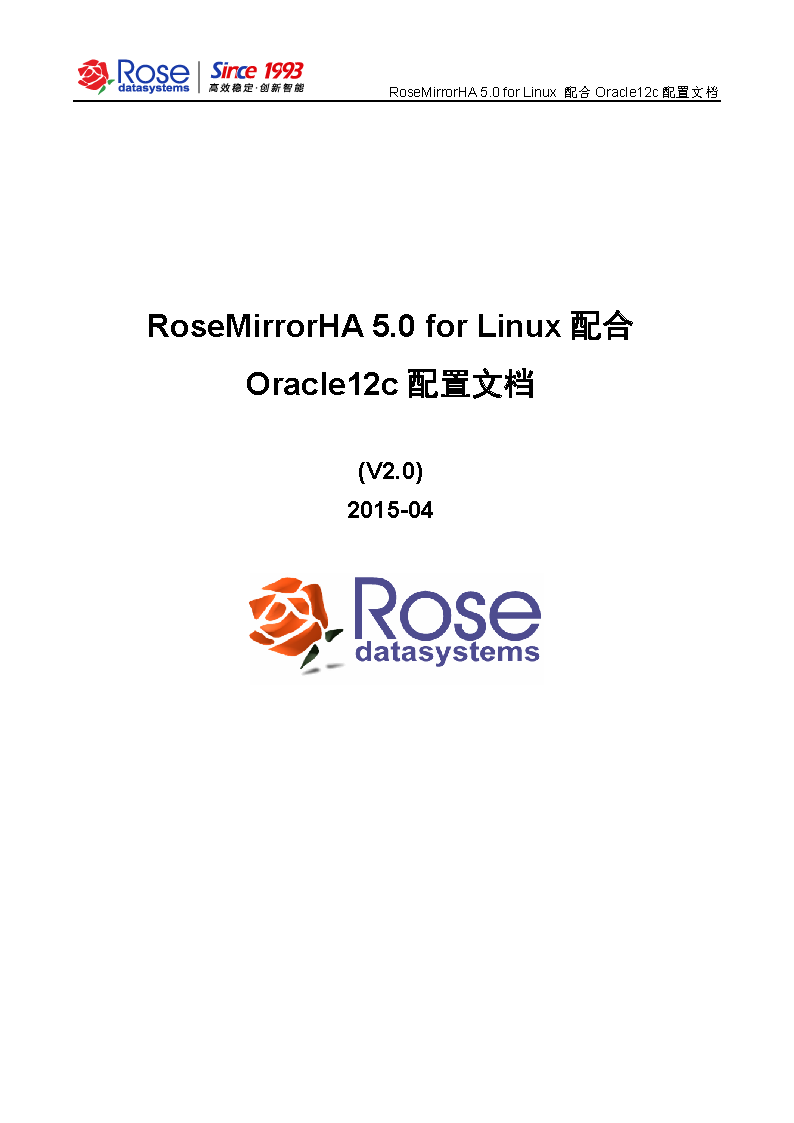 Rose
datasystems
Since 1993
高效稳定·创新智能
RoseMirrorHA 5.0 for Linux 配合 Oracle12c 配置文档
RoseMirrorHA 5.0 for Linux 配合
Oracle12c 配置文档
(V2.0)
2015-04
Rose
datasystems